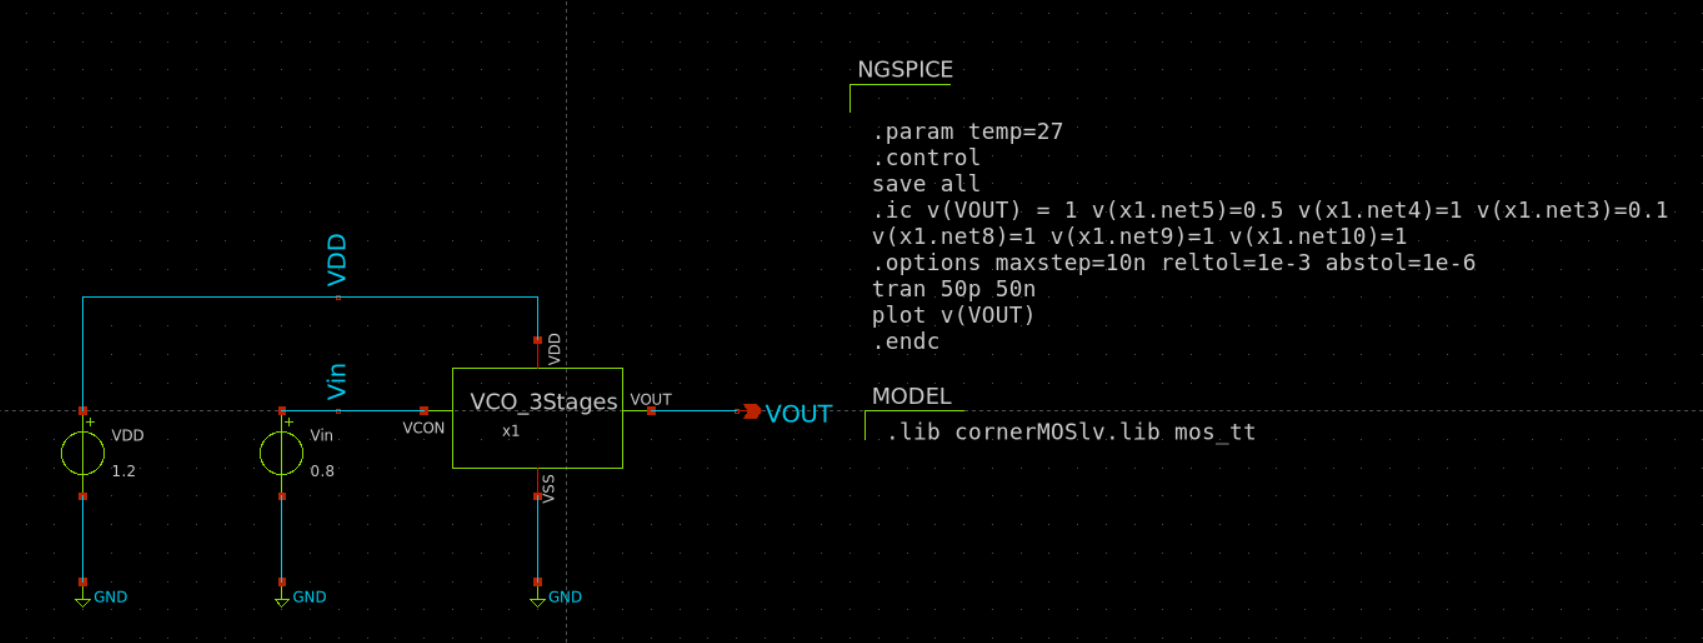 NGSPICE
.param temp=27
.control
save all
.ic v(VOUT) = 1 v(x1.net5)=0.5 v(x1.net4)=1 v(x1.net3)=0.1
v(x1.net8)=1 v(x1.net9)=1 v(x1.net10)=1
.options maxstep=10n reltol=1e-3 abstol=1e-6
tran 50p 50n
plot v(VOUT)
.endc
MODEL
.lib cornerMOSlv.lib mos_tt
VDD
Vin
VDD
VCO_3Stages
x1
VCON
VOUT
VOUT
VSS
VDD
1.2
Vin
0.8
GND
GND
GND